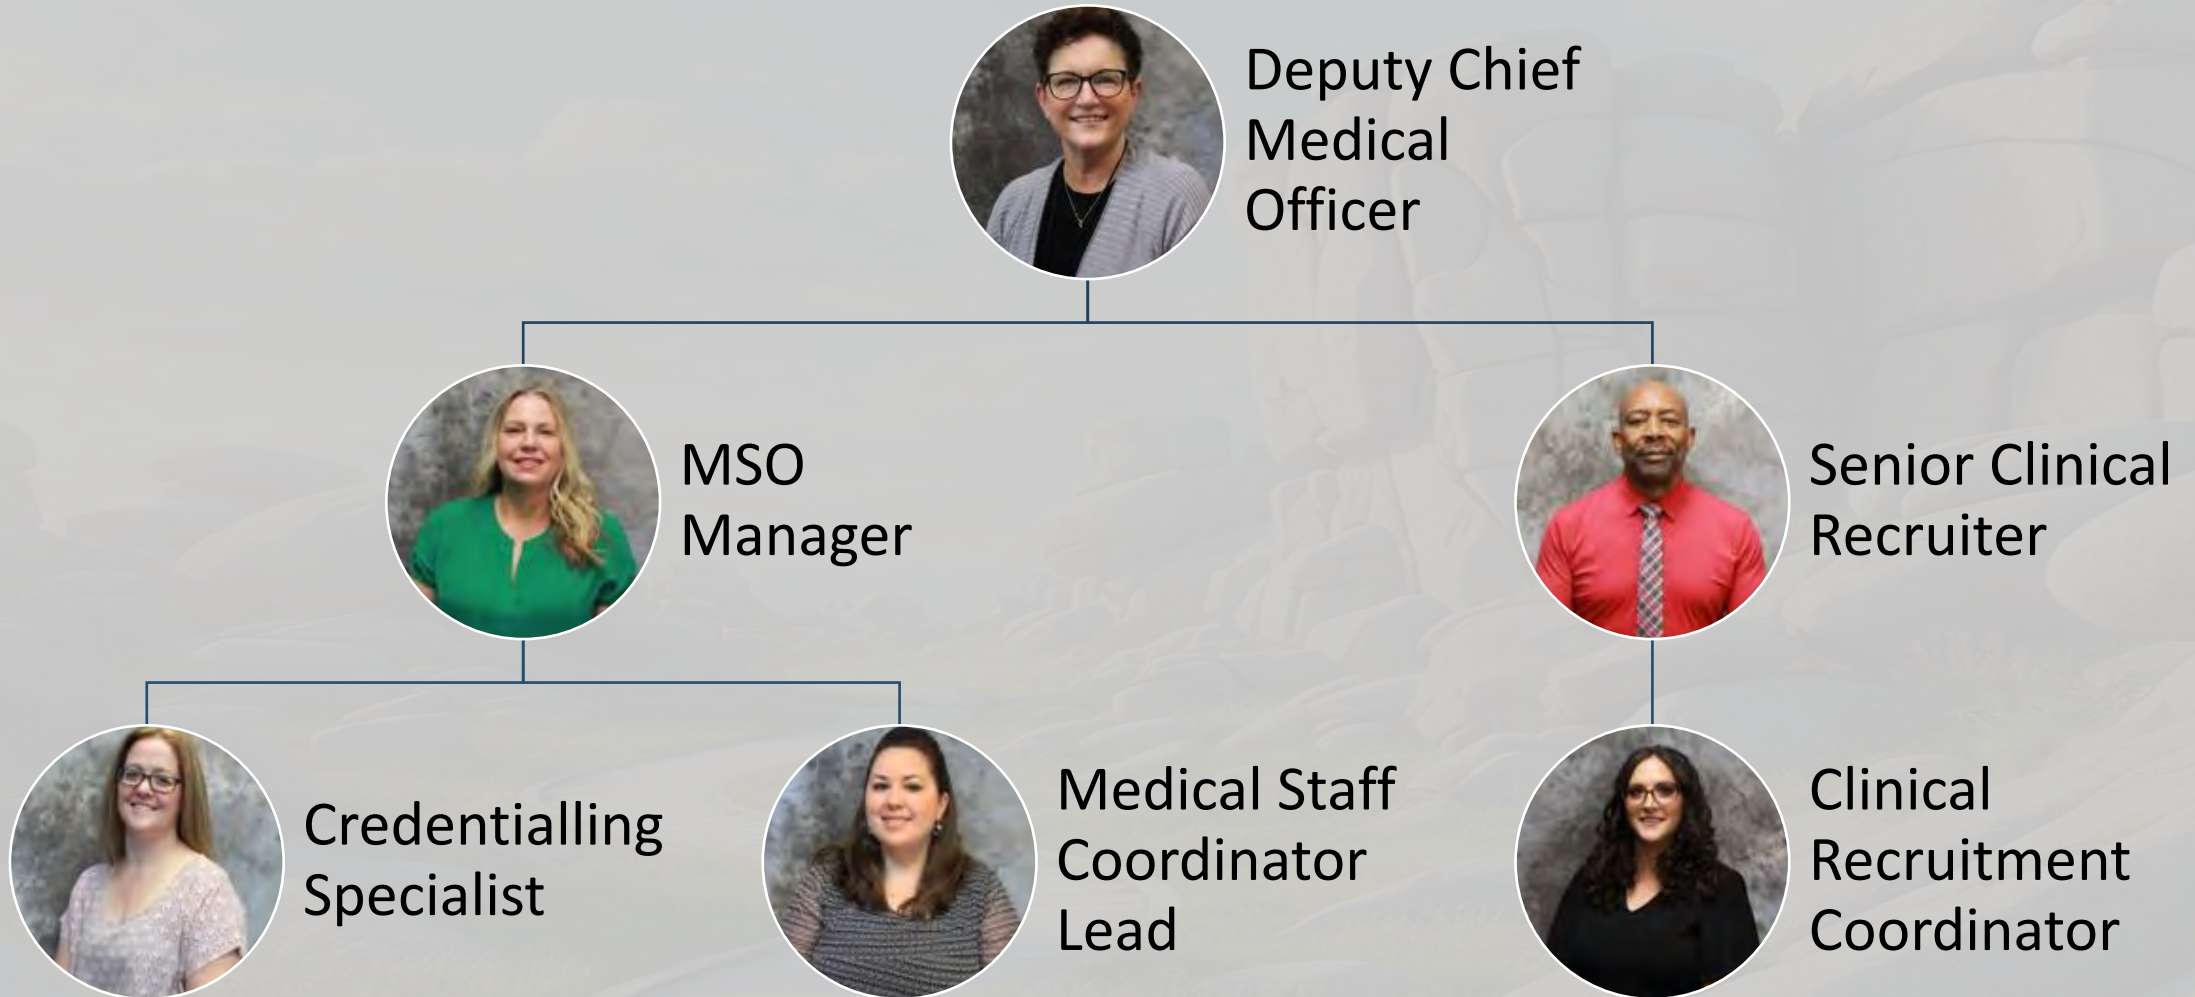 Deputy Chief
Medical
Officer
MSO
Manager
Senior Clinical
Recruiter
Credentialling
Specialist
Medical Staff
Coordinator
Lead
Clinical
Recruitment
Coordinator